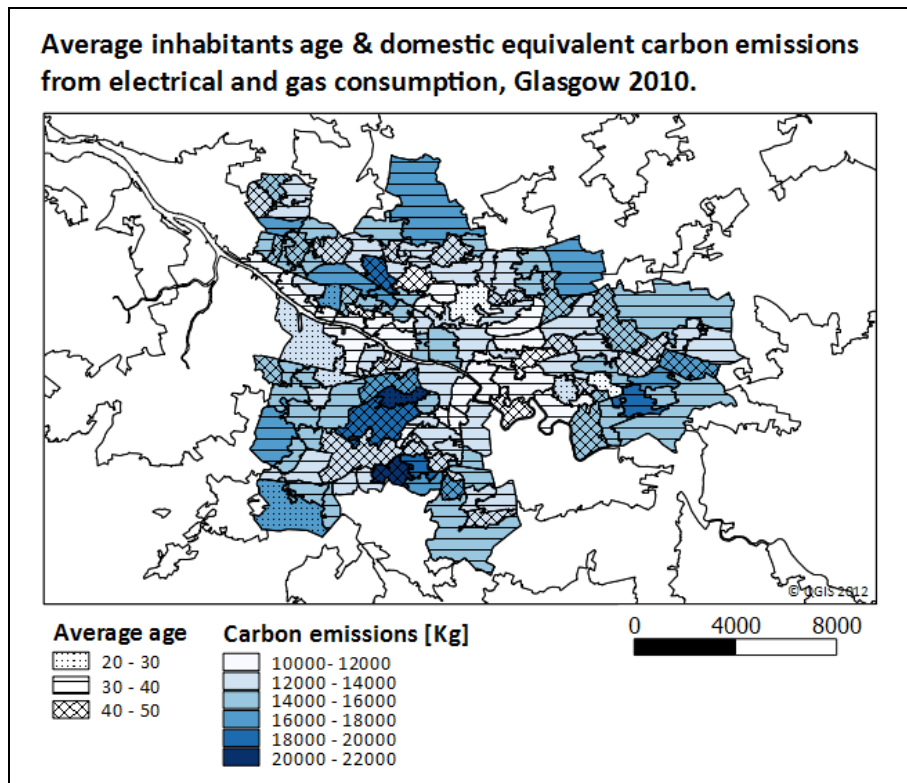 Average inhabitants age & domestic equivalent carbon emissions
from electrical and gas consumption, Glasgow 2010.
© QGIS 2012
Average age
20 - 30
30 - 40
40 - 50
Carbon emissions [Kg]
10000 - 12000
12000 - 14000
14000 - 16000
16000 - 18000
18000 - 20000
20000 - 22000
0 4000 8000